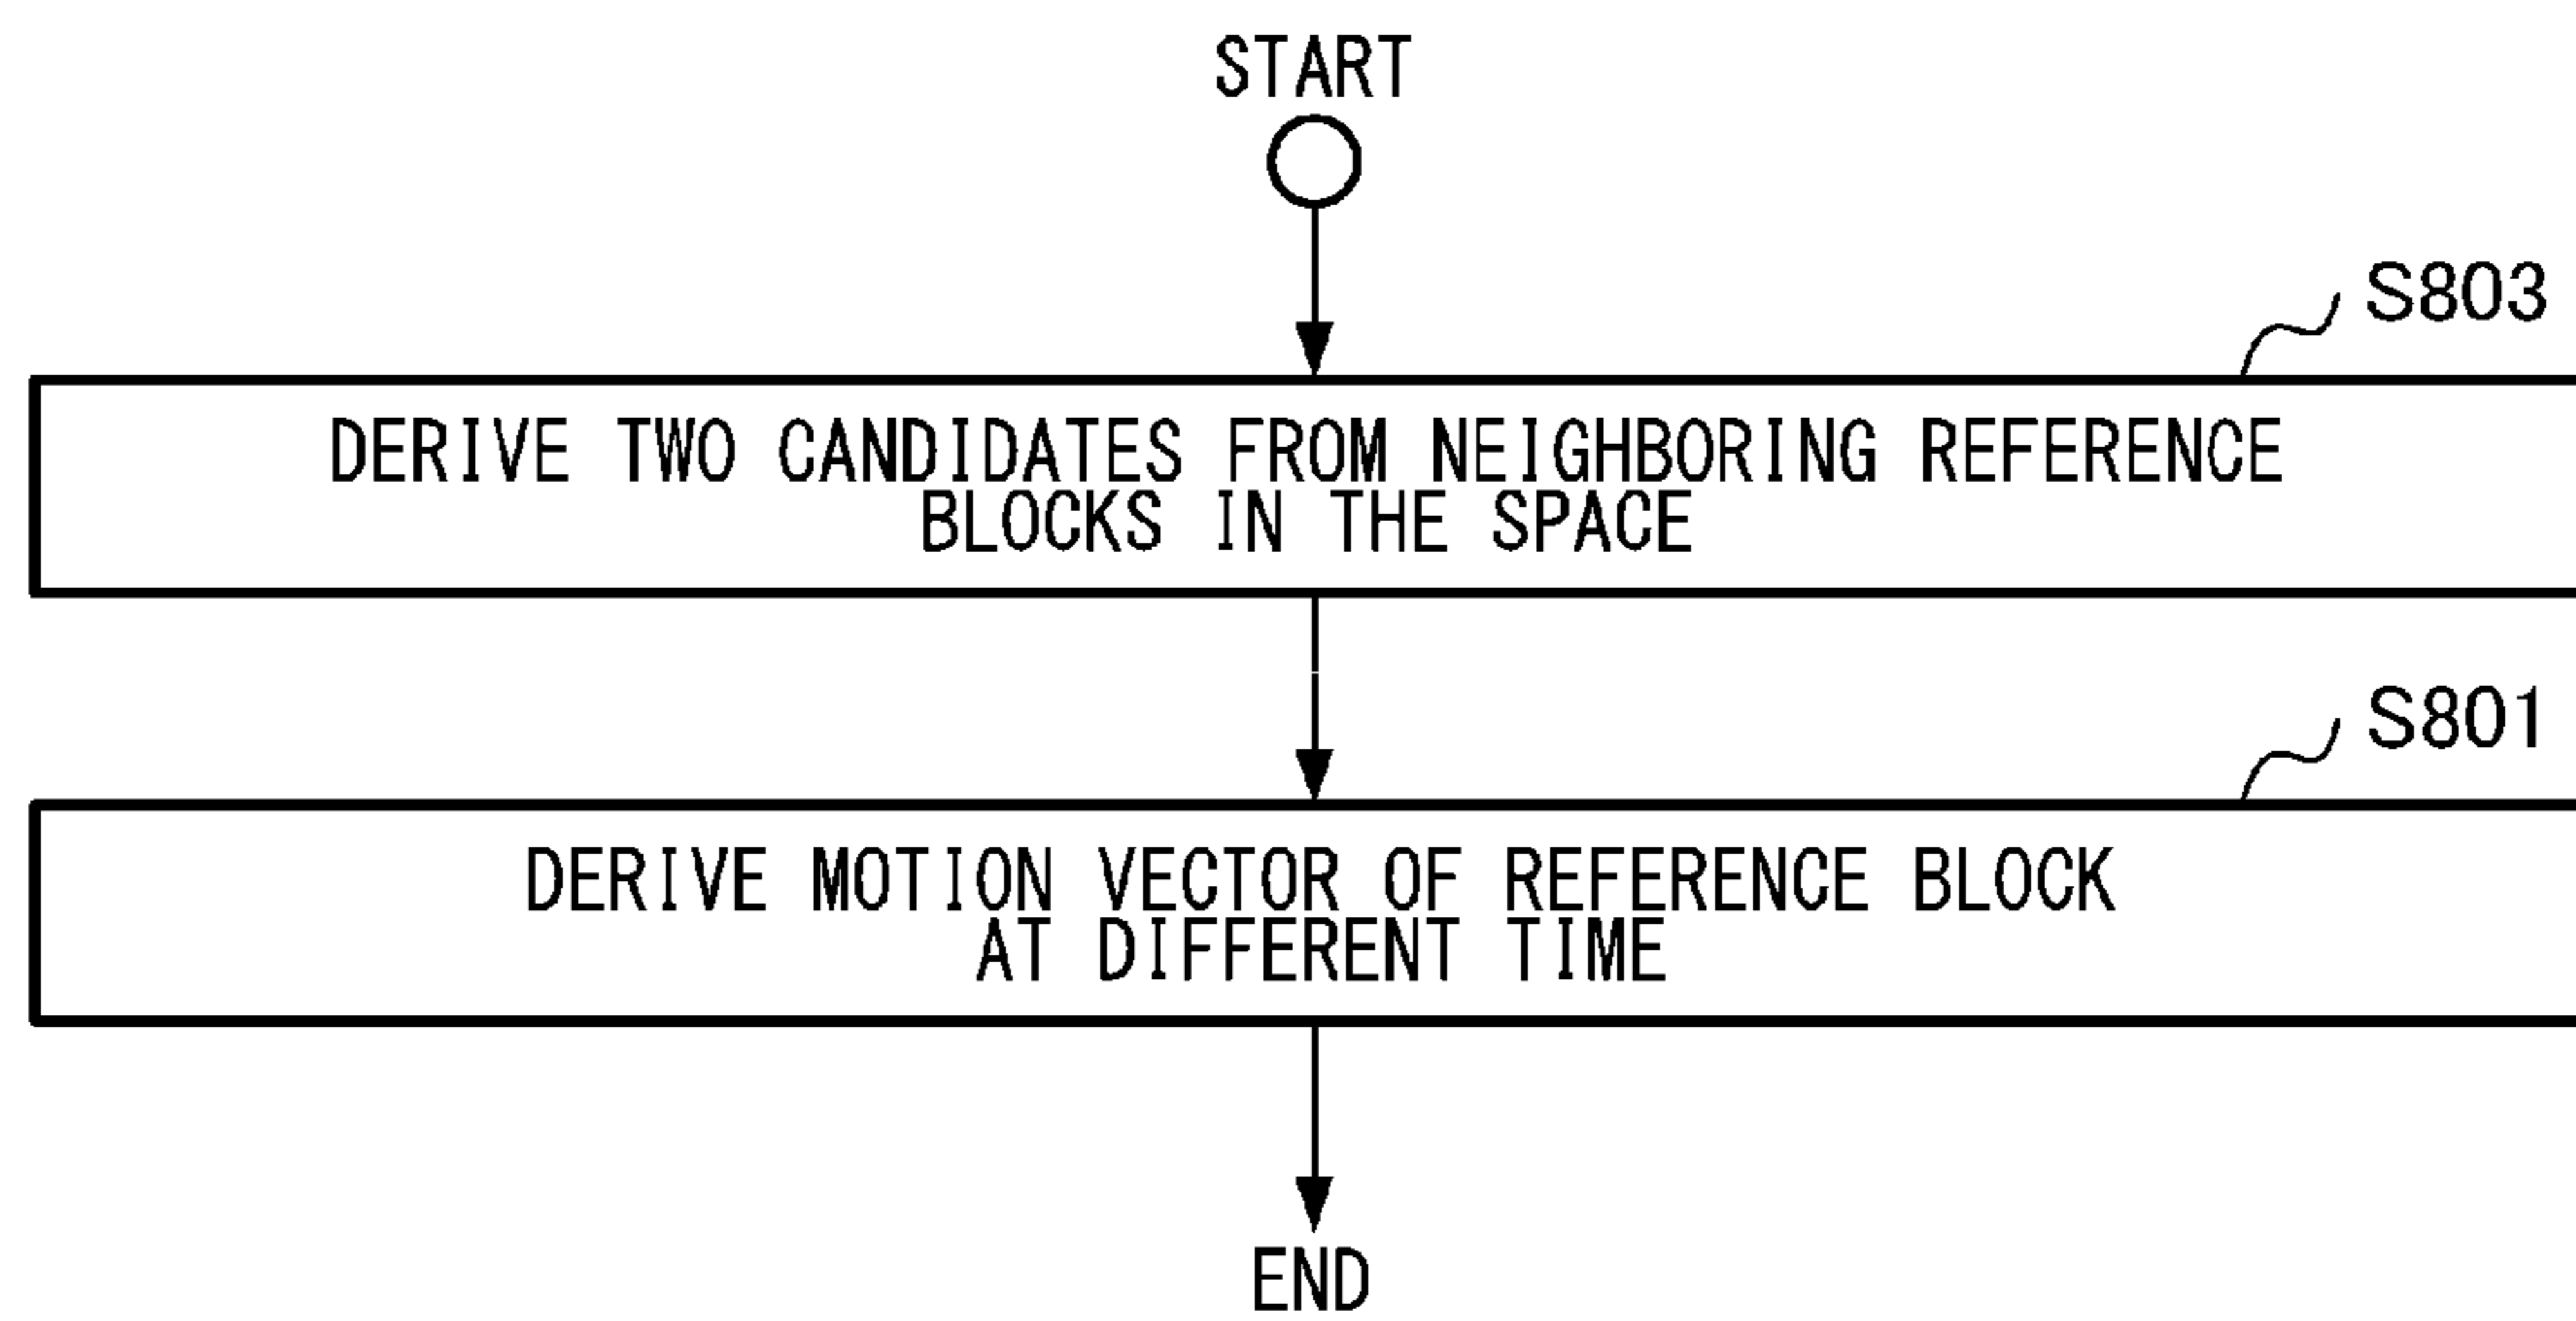 START
S803
DERIVE TWO CANDIDATES FROM NEIGHBORING REFERENCE
BLOCKS IN THE SPACE
S801
DERIVE MOTION VECTOR OF REFERENCE BLOCK
AT DIFFERENT TIME
END